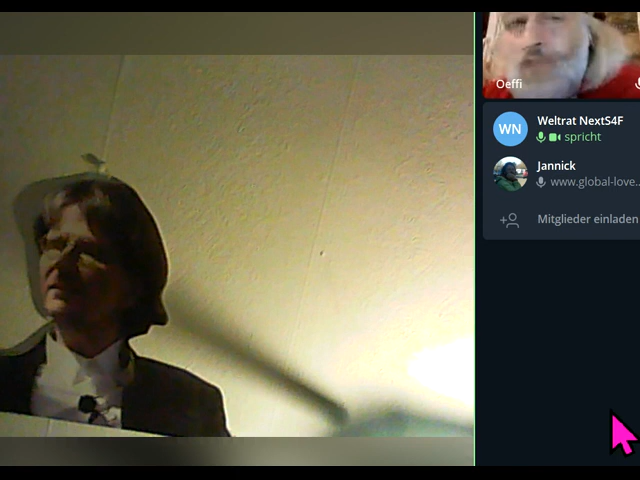 Oeffi
WN
Weltrat NextS4F
spricht
Jannick
www.global-love...
Mitglieder einladen